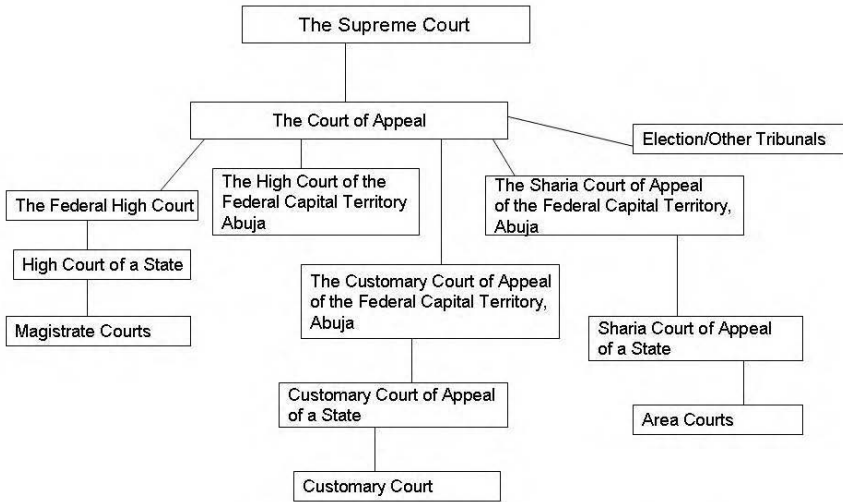 The Supreme Court
The Court of Appeal
Election/Other Tribunals
The Federal High Court
The High Court of the
Federal Capital Territory
Abuja
The Sharia Court of Appeal
of the Federal Capital Territory,
Abuja
High Court of a State
The Customary Court of Appeal
of the Federal Capital Territory,
Abuja
Magistrate Courts
Sharia Court of Appeal
of a State
Customary Court of Appeal
of a State
Area Courts
Customary Court